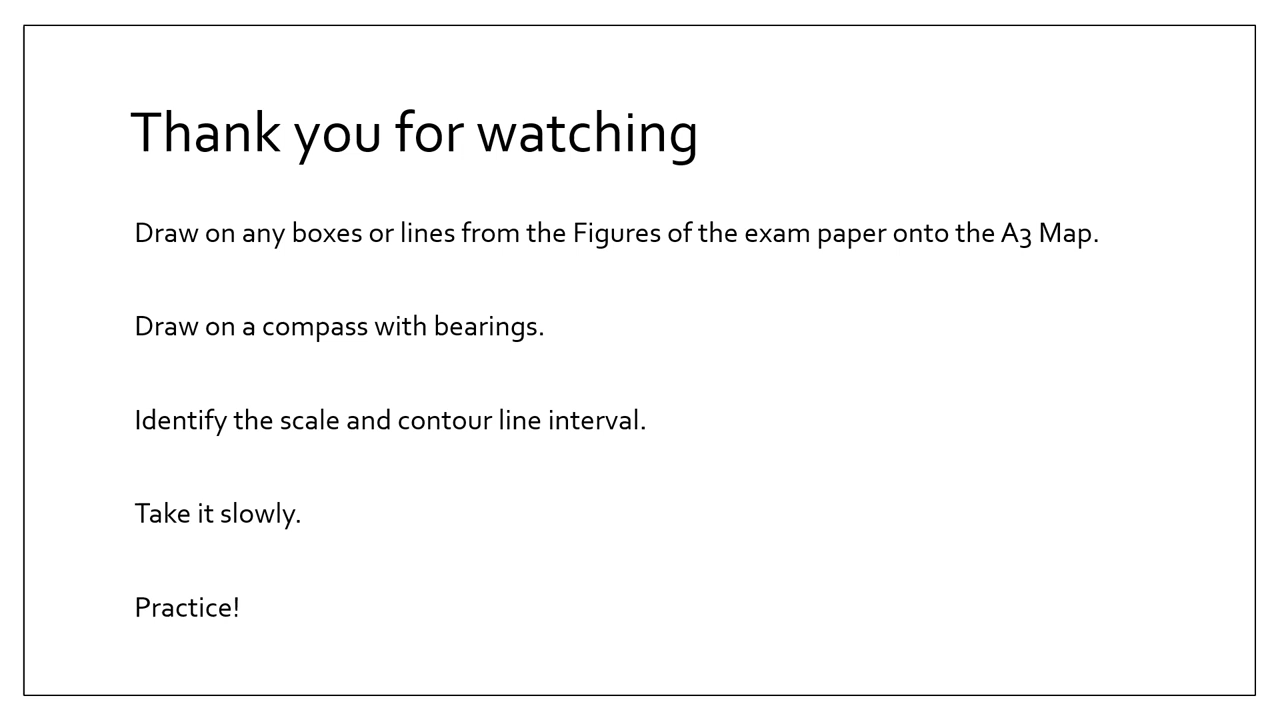 Thank you for watching
Draw on any boxes or lines from the Figures of the exam paper onto the A3 Map.
Draw on a compass with bearings.
Identify the scale and contour line interval.
Take it slowly.
Practice!